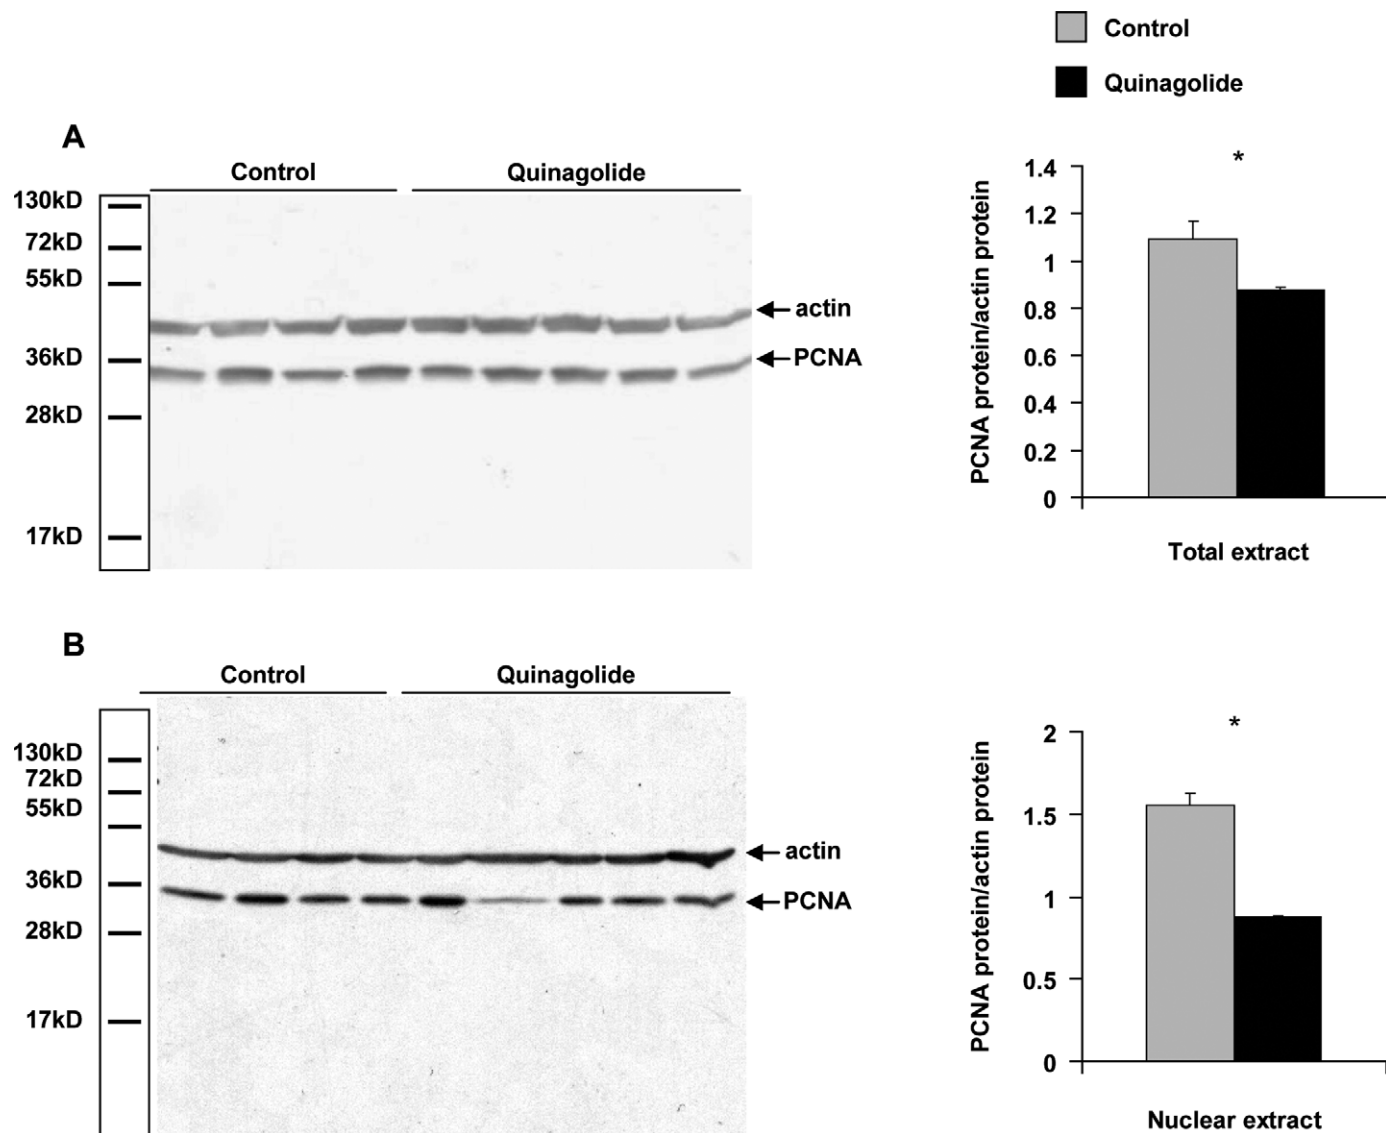 Control
Quinagolide
A
Control Quinagolide
130kD
72kD
55kD
36kD
28kD
17kD
actin
PCNA
*
PCNA protein/actin protein
1.4
1.2
1
0.8
0.6
0.4
0.2
0
Total extract
B
Control Quinagolide
130kD
72kD
55kD
36kD
28kD
17kD
actin
PCNA
*
PCNA protein/actin protein
2
1.5
1
0.5
0
Nuclear extract